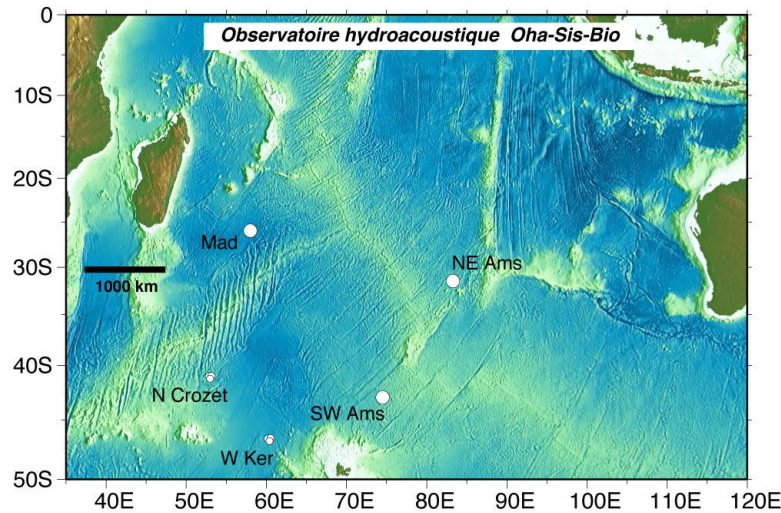 Observatoire hydroacoustique Oha-Sis-Bio
0
10S
20S
30S
40S
50S
Mad
NE Ams
1000 km
N Crozet
SW Ams
W Ker
40E 50E 60E 70E 80E 90E 100E 110E 120E